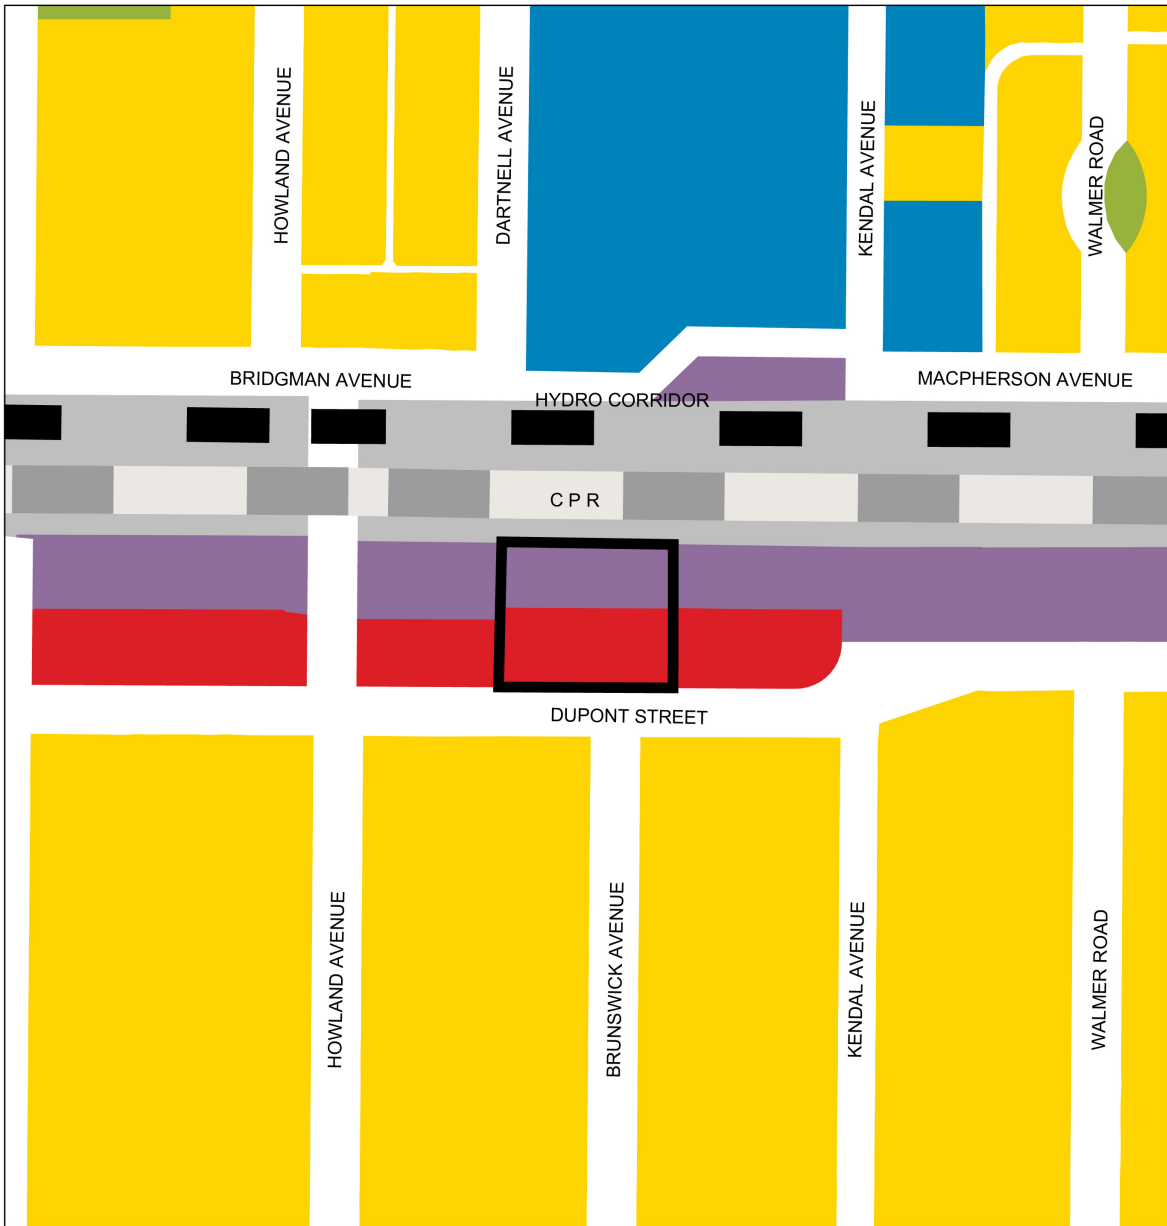 HOWLAND AVENUE
DARTNELL AVENUE
KENDAL AVENUE
WALMER ROAD
BRIDGMAN AVENUE
MACPHERSON AVENUE
HYDRO CORRIDOR
C P R
DUPONT STREET
HOWLAND AVENUE
BRUNSWICK AVENUE
KENDAL AVENUE
WALMER ROAD